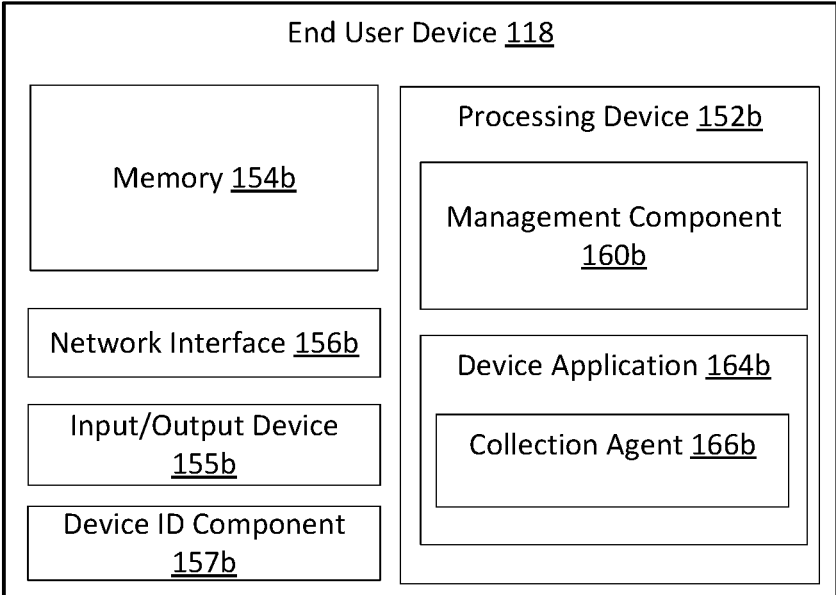 End User Device 118
Memory 154b
Network Interface 156b
Input/Output Device
155b
Device ID Component
157b
Processing Device 152b
Management Component
160b
Device Application 164b
Collection Agent 166b